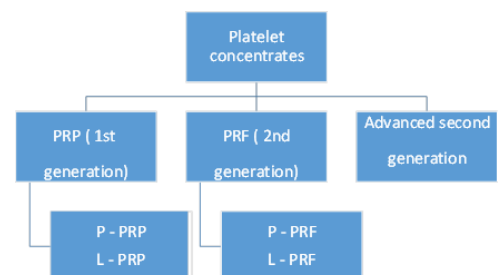 Platelet
concentrates
PRP ( 1st
generation)
PRF ( 2nd
generation)
Advanced second
generation
P - PRP
L - PRP
P - PRF
L - PRF